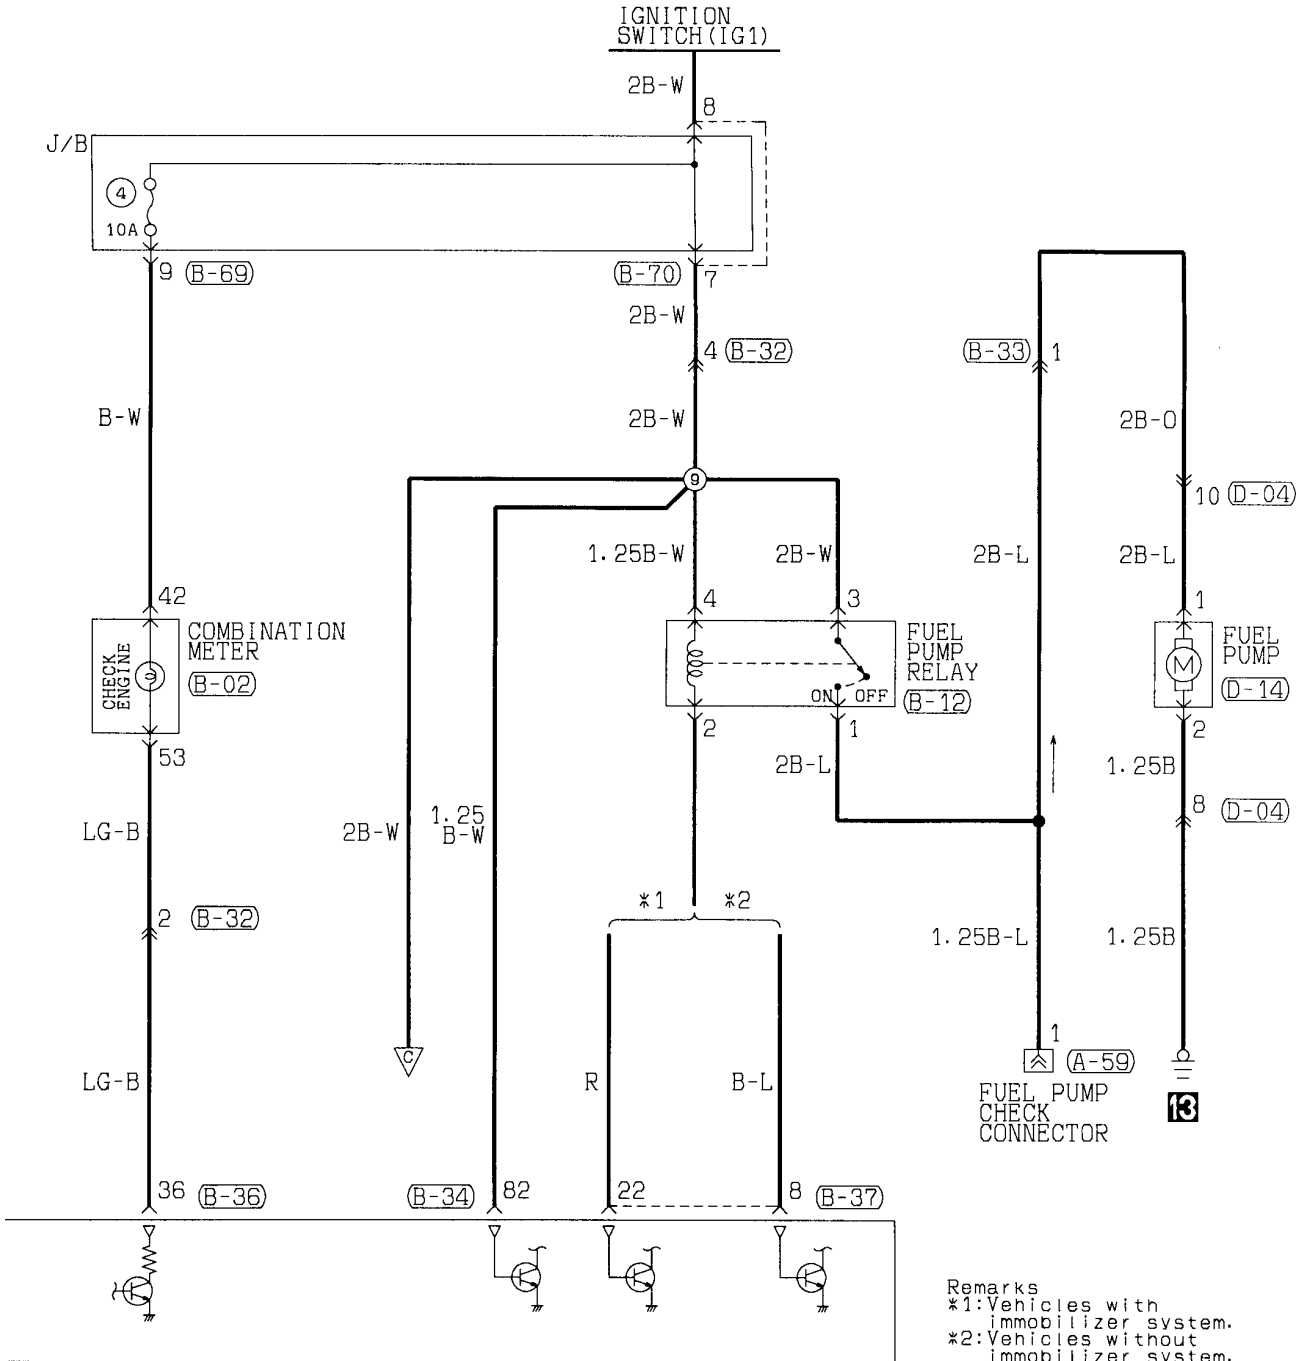 IGNITION
SWITCH(IG1)
2B-W
8
J/B
4
10A
9 (B-69)
(B-70) 7
2B-W
4 (B-32)
(B-33) 1
B-W
2B-W
2B-O
9
10 (D-04)
1.25B-W
2B-W
2B-L
2B-L
42
4
3
1
COMBINATION
METER
(B-02)
CHECK
ENGINE
FUEL
PUMP
RELAY
(B-12)
ON OFF
M
FUEL
PUMP
(D-14)
53
2
1
2
2B-L
1.25B
LG-B
2B-W
1.25
B-W
8 (D-04)
2 (B-32)
*1 *2
1.25B-L
1.25B
C
1
(A-59)
LG-B
R
B-L
FUEL PUMP
CHECK
CONNECTOR
13
36 (B-36)
(B-34) 82
22
8 (B-37)
Remarks
*1:Vehicles with
immobilizer system.
*2:Vehicles without
immobilizer system.